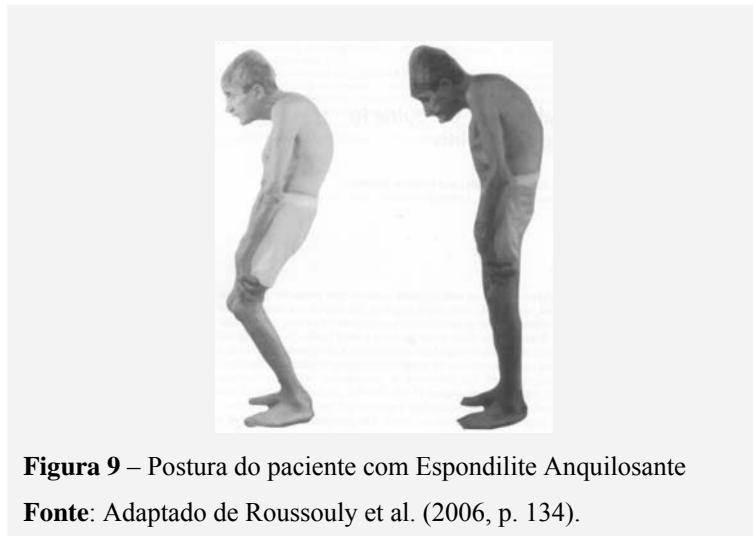 Figura 9 – Postura do paciente com Espondilite Anquilosante
Fonte: Adaptado de Roussouly et al. (2006, p. 134).